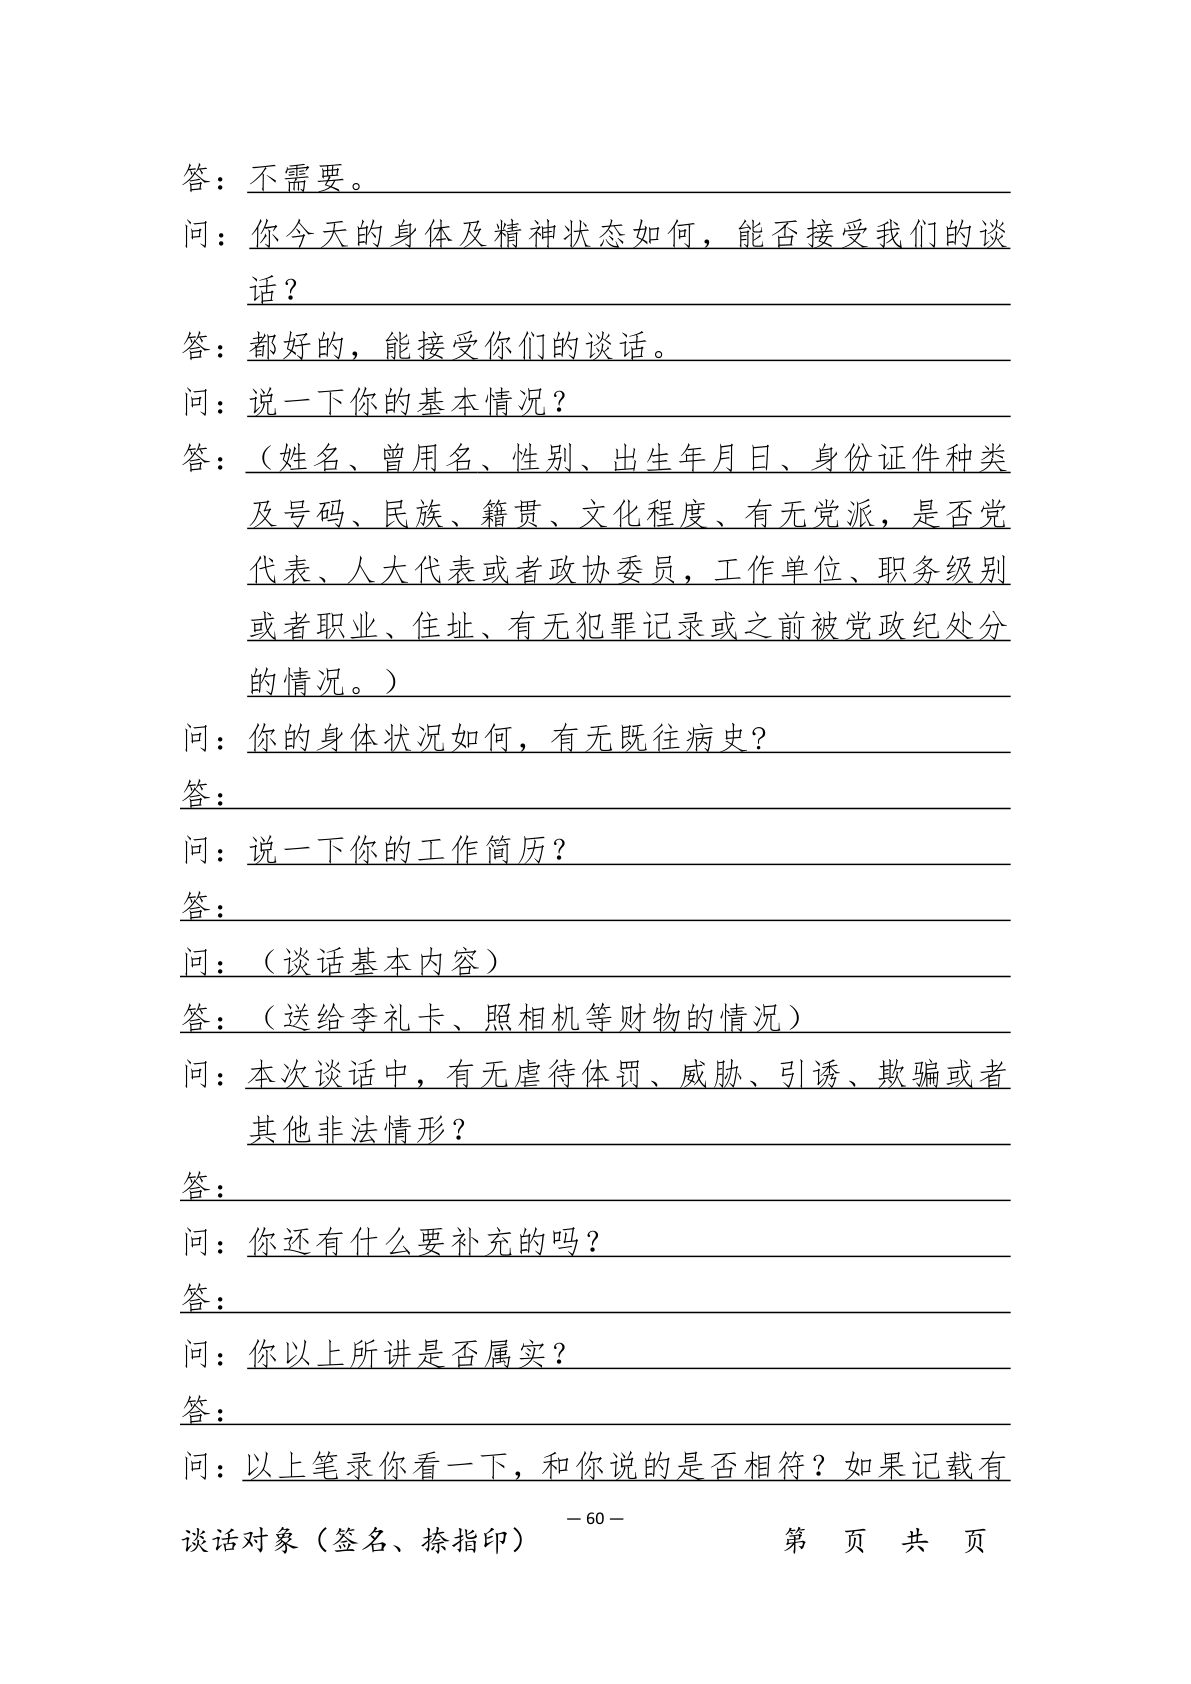 答：不需要。
问：你今天的身体及精神状态如何，能否接受我们的谈
话？
答：都好的，能接受你们的谈话。
问：说一下你的基本情况？
答：（姓名、曾用名、性别、出生年月日、身份证件种类
及号码、民族、籍贯、文化程度、有无党派，是否党
代表、人大代表或者政协委员，工作单位、职务级别
或者职业、住址、有无犯罪记录或之前被党政纪处分
的情况。）
问：你的身体状况如何，有无既往病史?
答：
问：说一下你的工作简历？
答：
问：（谈话基本内容）
答：（送给李礼卡、照相机等财物的情况）
问：本次谈话中，有无虐待体罚、威胁、引诱、欺骗或者
其他非法情形？
答：
问：你还有什么要补充的吗？
答：
问：你以上所讲是否属实？
答：
问：以上笔录你看一下，和你说的是否相符？如果记载有
— 60 —
谈话对象（签名、捺指印） 第 页 共 页